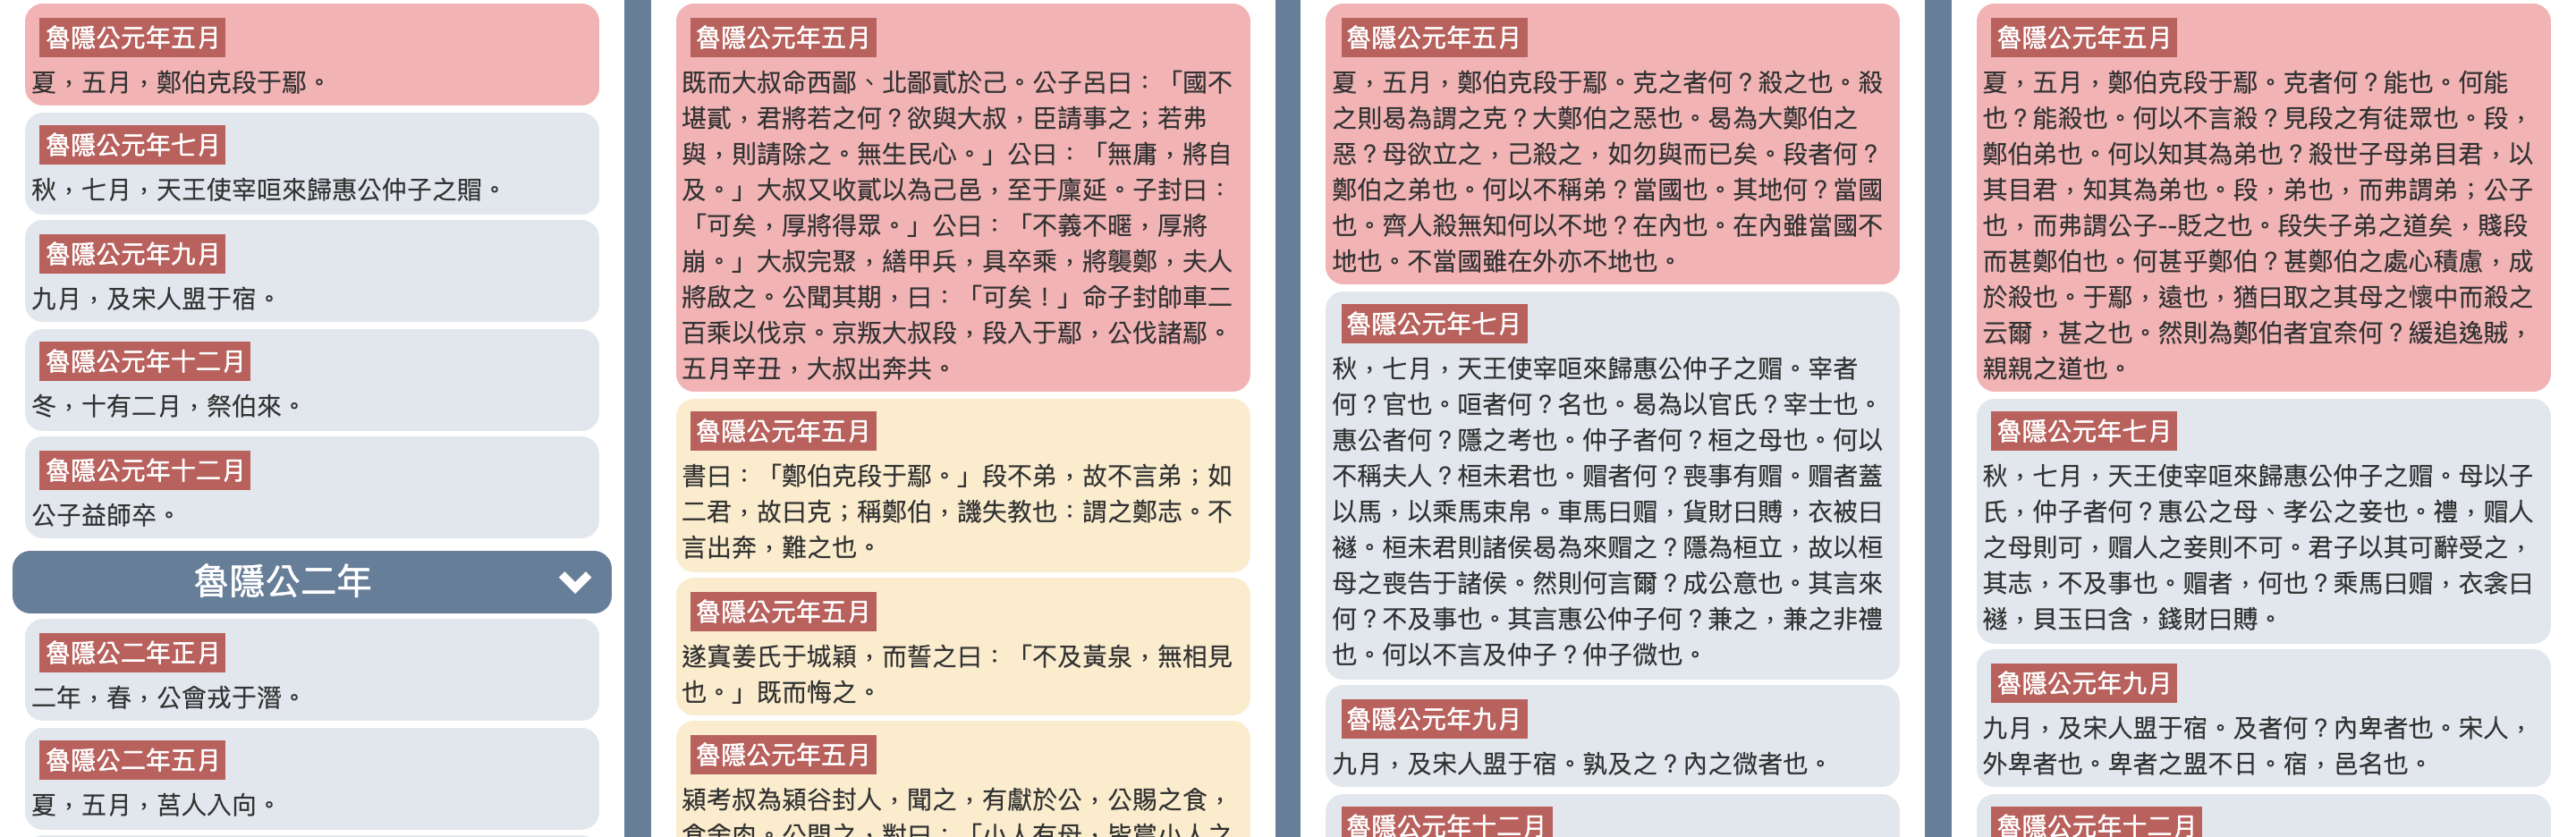 魯隱公元年五月
夏，五月，鄭伯克段于鄢。
魯隱公元年七月
秋，七月，天王使宰咺來歸惠公仲子之賵。
魯隱公元年九月
九月，及宋人盟于宿。
魯隱公元年十二月
冬，十有二月，祭伯來。
魯隱公元年十二月
公子益師卒。
魯隱公二年
魯隱公二年正月
二年，春，公會戎于潛。
魯隱公二年五月
夏，五月，莒人入向。
魯隱公元年五月
既而大叔命西鄙、北鄙貳於己。公子呂曰：「國不
堪貳，君將若之何？欲與大叔，臣請事之；若弗
與，則請除之。無生民心。」公曰：「無庸，將自
及。」大叔又收貳以為己邑，至于廩延。子封曰：
「可矣，厚將得眾。」公曰：「不義不暱，厚將
崩。」大叔完聚，繕甲兵，具卒乘，將襲鄭，夫人
將啟之。公聞其期，曰：「可矣！」命子封帥車二
百乘以伐京。京叛大叔段，段入于鄢，公伐諸鄢。
五月辛丑，大叔出奔共。
魯隱公元年五月
書曰：「鄭伯克段于鄢。」段不弟，故不言弟；如
二君，故曰克；稱鄭伯，譏失教也：謂之鄭志。不
言出奔，難之也。
魯隱公元年五月
遂寘姜氏于城穎，而誓之曰：「不及黃泉，無相見
也。」既而悔之。
魯隱公元年五月
潁考叔為潁谷封人，聞之，有獻於公，公賜之食，
食舍肉。公問之，對曰：「小人有母，皆嘗小人之
魯隱公元年五月
夏，五月，鄭伯克段于鄢。克之者何？殺之也。殺
之則曷為謂之克？大鄭伯之惡也。曷為大鄭伯之
惡？母欲立之，己殺之，如勿與而已矣。段者何？
鄭伯之弟也。何以不稱弟？當國也。其地何？當國
也。齊人殺無知何以不地？在內也。在內雖當國不
地也。不當國雖在外亦不地也。
魯隱公元年七月
秋，七月，天王使宰咺來歸惠公仲子之賵。宰者
何？官也。咺者何？名也。曷為以官氏？宰士也。
惠公者何？隱之考也。仲子者何？桓之母也。何以
不稱夫人？桓未君也。賵者何？喪事有賵。賵者蓋
以馬，以乘馬束帛。車馬曰賵，貨財曰賻，衣被曰
襚。桓未君則諸侯曷為來賵之？隱為桓立，故以桓
母之喪告于諸侯。然則何言爾？成公意也。其言來
何？不及事也。其言惠公仲子何？兼之，兼之非禮
也。何以不言及仲子？仲子微也。
魯隱公元年九月
九月，及宋人盟于宿。孰及之？內之微者也。
魯隱公元年十二月
魯隱公元年五月
夏，五月，鄭伯克段于鄢。克者何？能也。何能
也？能殺也。何以不言殺？見段之有徒眾也。段，
鄭伯弟也。何以知其為弟也？殺世子母弟目君，以
其目君，知其為弟也。段，弟也，而弗謂弟；公子
也，而弗謂公子--貶之也。段失子弟之道矣，賤段
而甚鄭伯也。何甚乎鄭伯？甚鄭伯之處心積慮，成
於殺也。于鄢，遠也，猶曰取之其母之懷中而殺之
云爾，甚之也。然則為鄭伯者宜奈何？緩追逸賊，
親親之道也。
魯隱公元年七月
秋，七月，天王使宰咺來歸惠公仲子之賵。母以子
氏，仲子者何？惠公之母、孝公之妾也。禮，賵人
之母則可，賵人之妾則不可。君子以其可辭受之，
其志，不及事也。賵者，何也？乘馬曰賵，衣衾曰
襚，貝玉曰含，錢財曰賻。
魯隱公元年九月
九月，及宋人盟于宿。及者何？內卑者也。宋人，
外卑者也。卑者之盟不日。宿，邑名也。
魯隱公元年十二月